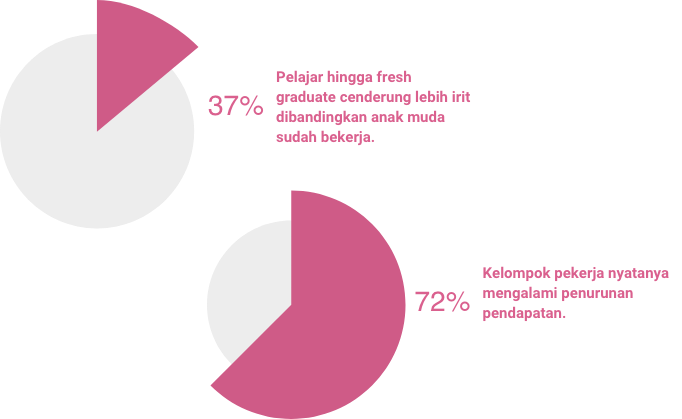 37%
Pelajar hingga fresh
graduate cenderung lebih irit
dibandingkan anak muda
sudah bekerja.
72%
Kelompok pekerja nyatanya
mengalami penurunan
pendapatan.